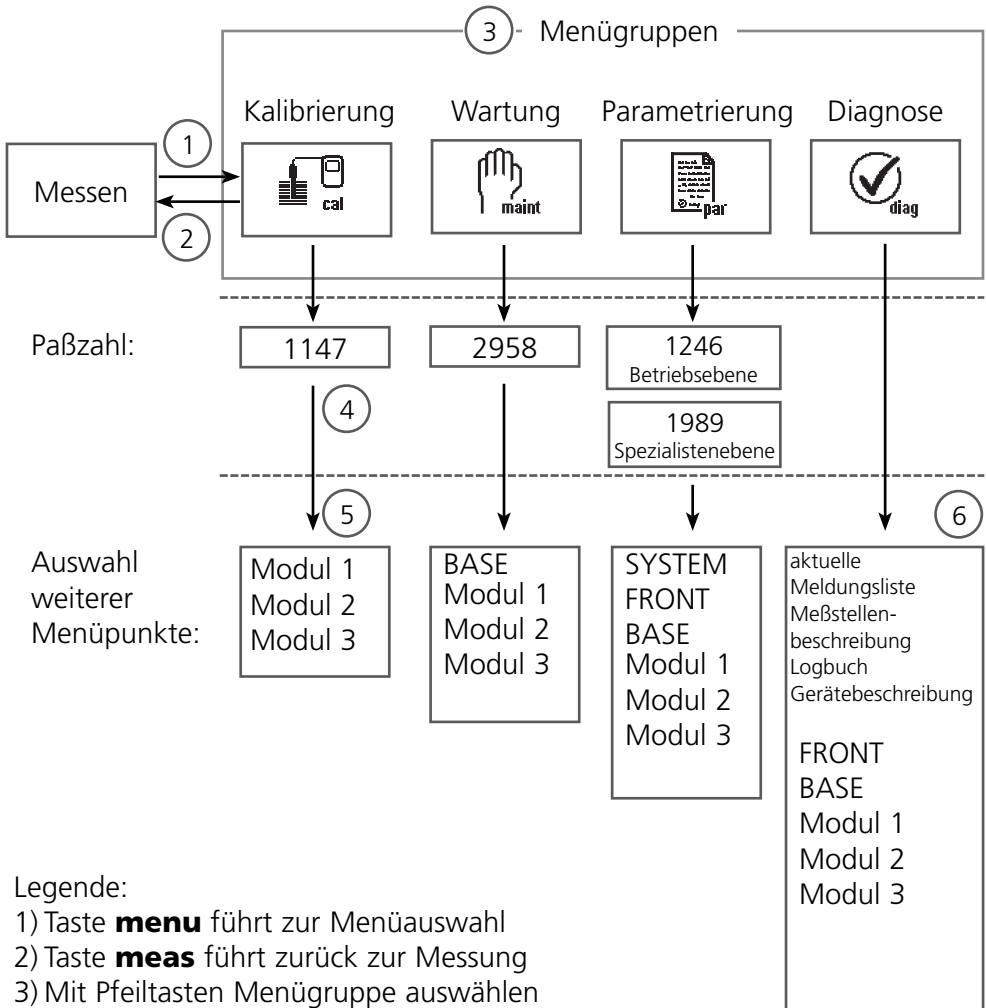 3 Menügruppen
Kalibrierung Wartung Parametrierung Diagnose
1
Messen
cal maint par diag
2
Paßzahl:
1147 2958 1246
Betriebsebene
4
1989
Spezialistenebene
5 6
Auswahl
weiterer
Menüpunkte:
Modul 1
Modul 2
Modul 3
BASE
Modul 1
Modul 2
Modul 3
SYSTEM
FRONT
BASE
Modul 1
Modul 2
Modul 3
aktuelle
Meldungsliste
Meßstellen-
beschreibung
Logbuch
Gerätebeschreibung
FRONT
BASE
Modul 1
Modul 2
Modul 3
Legende:
1) Taste menu führt zur Menüauswahl
2) Taste meas führt zurück zur Messung
3) Mit Pfeiltasten Menügruppe auswählen